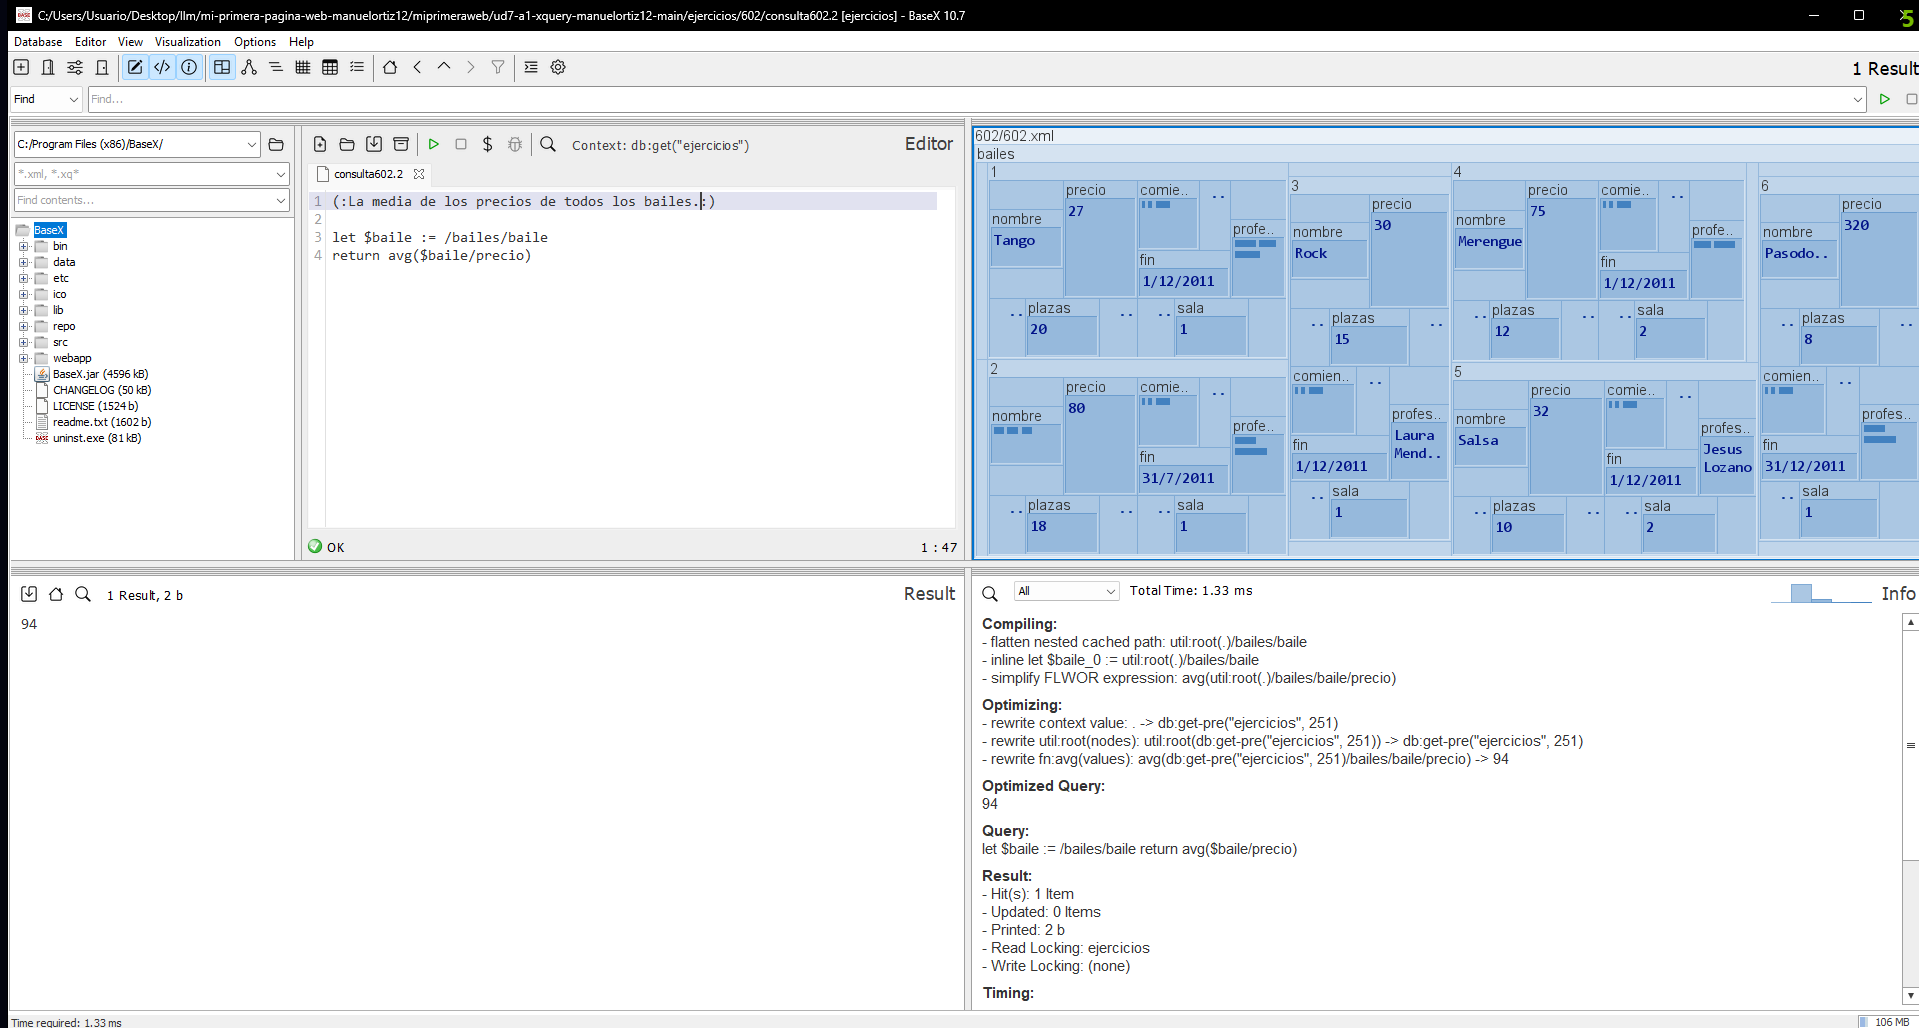 C:/Users/Usuario/Desktop/llm/mi-primera-pagina-web-manuelortiz12/miprimeraweb/ud7-a1-xquery-manuelortiz12-main/ejercicios/602/consulta602.2 [ejercicios] - BaseX 10.7
5
Database Editor View Visualization Options Help
1 Result
Find Find...
C:/Program Files (x86)/BaseX/
*.xml, *.xq*
Find contents...
BaseX
bin
data
etc
ico
lib
repo
src
webapp
BaseX.jar (4596 kB)
CHANGELOG (50 kB)
LICENSE (1524 b)
readme.txt (1602 b)
uninst.exe (81 kB)
Context: db:get("ejercicios") Editor
consulta602.2
1 (:La media de los precios de todos los bailes.:)
2
3 let $baile := /bailes/baile
4 return avg($baile/precio)
OK 1 : 47
602/602.xml
bailes
1
nombre
Tango
precio
27
comie..
..
profe..
fin
1/12/2011
..
plazas
20
..
..
sala
1
2
nombre
precio
80
comie..
..
profe..
fin
31/7/2011
..
plazas
18
..
..
sala
1
3
nombre
Rock
precio
30
..
plazas
15
..
comien..
..
profes..
Laura
Mend..
fin
1/12/2011
..
sala
1
4
nombre
Merengue
precio
75
comie..
..
profe..
fin
1/12/2011
..
plazas
12
..
..
sala
2
5
nombre
Salsa
precio
32
comie..
..
profes..
Jesus
Lozano
fin
1/12/2011
..
plazas
10
..
..
sala
2
6
nombre
Pasodo..
precio
320
..
plazas
8
..
comien..
..
profes..
fin
31/12/2011
..
sala
1
1 Result, 2 b Result
94
All Total Time: 1.33 ms Info
Compiling:
- flatten nested cached path: util:root(.)/bailes/baile
- inline let $baile_0 := util:root(.)/bailes/baile
- simplify FLWOR expression: avg(util:root(.)/bailes/baile/precio)
Optimizing:
- rewrite context value: . -> db:get-pre("ejercicios", 251)
- rewrite util:root(nodes): util:root(db:get-pre("ejercicios", 251)) -> db:get-pre("ejercicios", 251)
- rewrite fn:avg(values): avg(db:get-pre("ejercicios", 251)/bailes/baile/precio) -> 94
Optimized Query:
94
Query:
let $baile := /bailes/baile return avg($baile/precio)
Result:
- Hit(s): 1 Item
- Updated: 0 Items
- Printed: 2 b
- Read Locking: ejercicios
- Write Locking: (none)
Timing:
Time required: 1.33 ms
106 MB